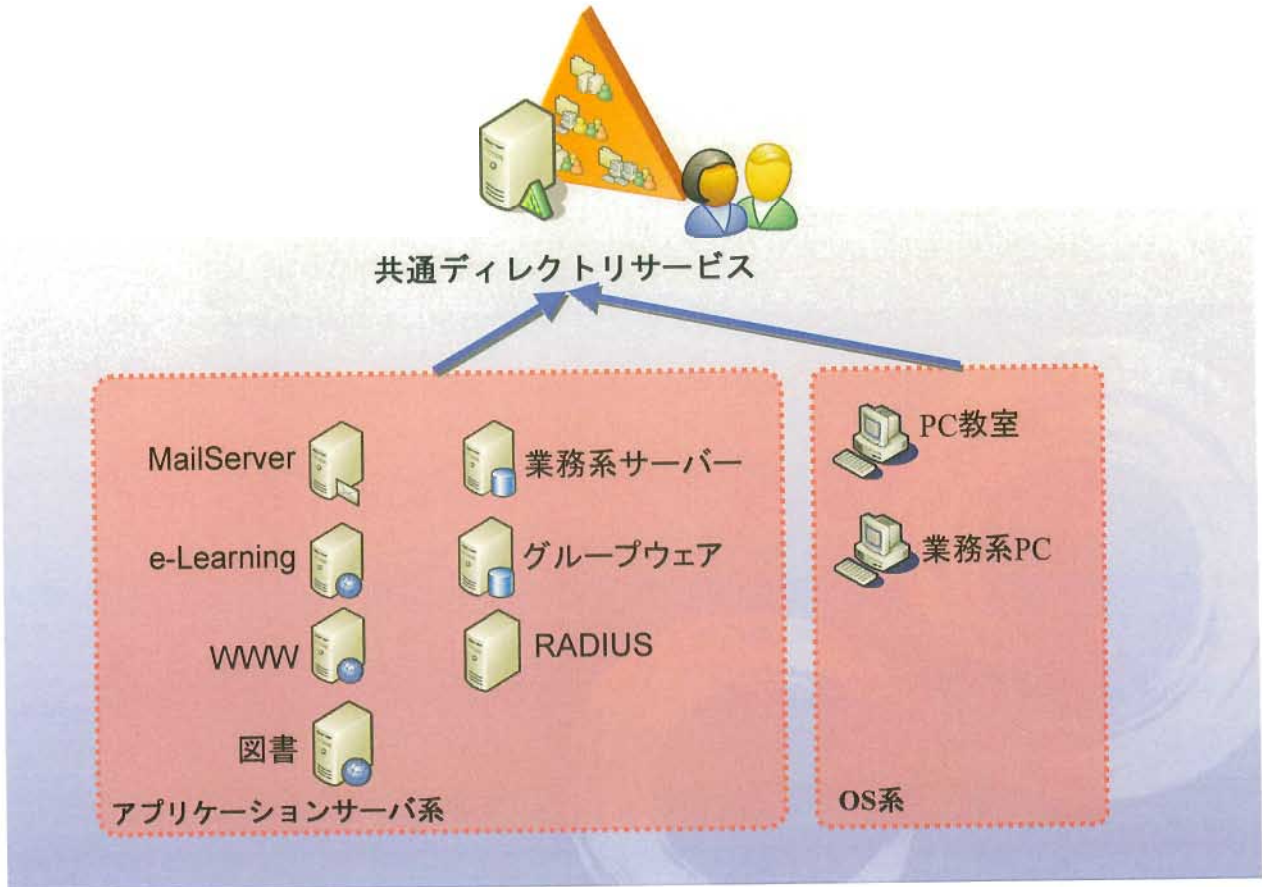 共通ディレクトリサービス
MailServer
業務系サーバー
e-Learning
グループウェア
WWW
RADIUS
図書
アプリケーションサーバ系
PC教室
業務系PC
OS系